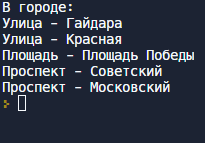 В городе:
Улица - Гайдара
Улица - Красная
Площадь - Площадь Победы
Проспект - Советский
Проспект - Московский